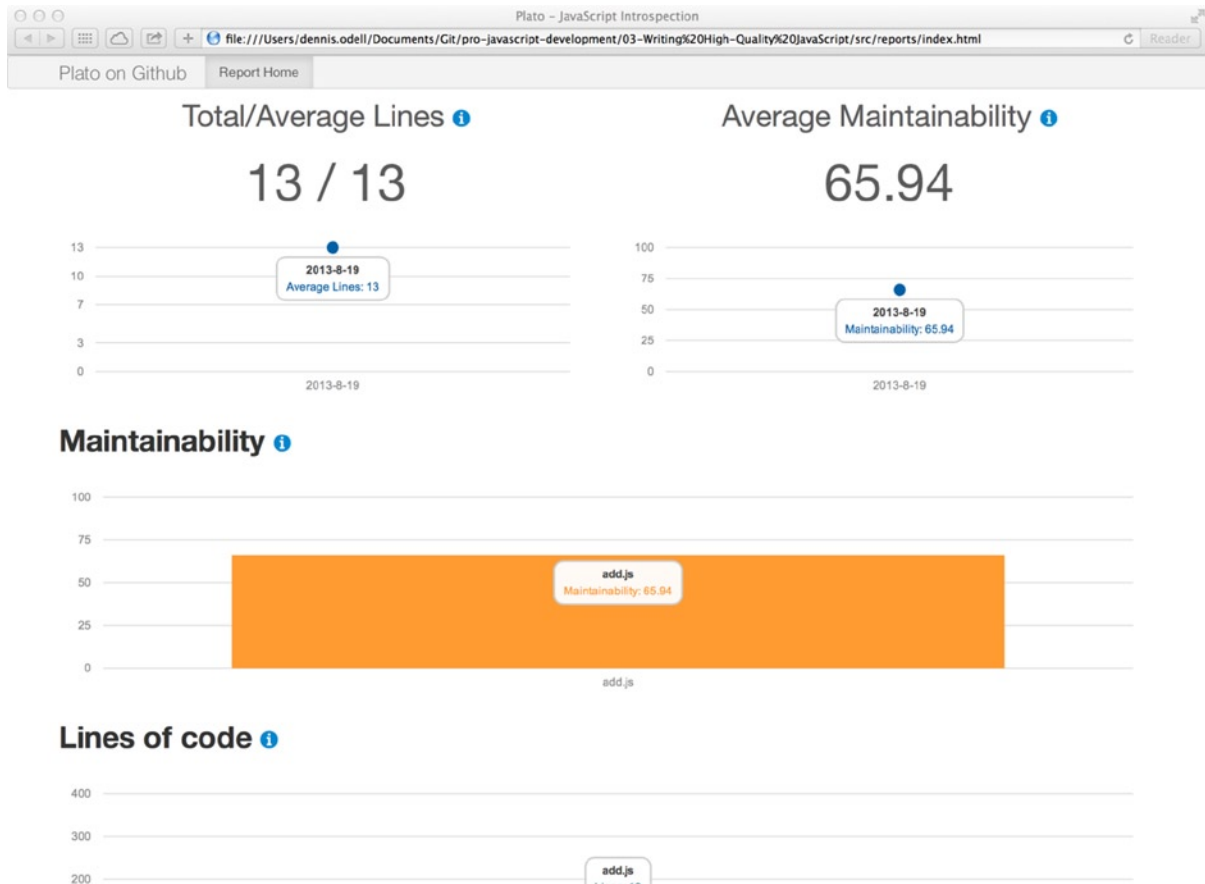 Plato – JavaScript Introspection
file:///Users/dennis.odell/Documents/Git/pro-javascript-development/03-Writing%20High-Quality%20JavaScript/src/reports/index.html
Reader
Plato on Github
Report Home
Total/Average Lines
13 / 13
13
10
7
3
0
2013-8-19
Average Lines: 13
2013-8-19
Average Maintainability
65.94
100
75
50
25
0
2013-8-19
Maintainability: 65.94
2013-8-19
Maintainability
100
75
50
25
0
add.js
Maintainability: 65.94
add.js
Lines of code
400
300
200
add.js